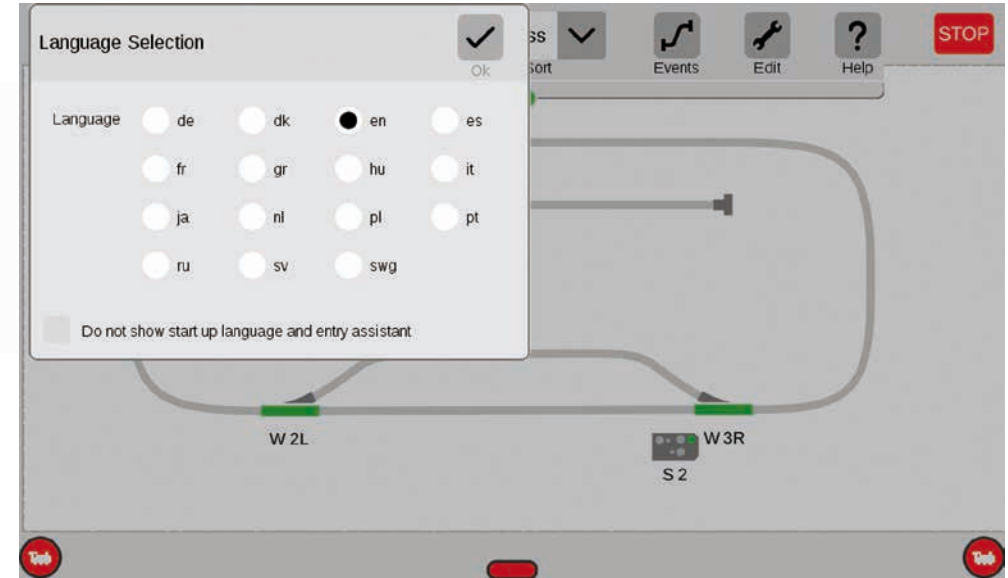 Language Selection
Ok
ss
Sort
Events
Edit
?
Help
STOP
Language de dk en es
fr gr hu it
ja nl pl pt
ru sv swg
Do not show start up language and entry assistant
W 2L
W 3R
S 2